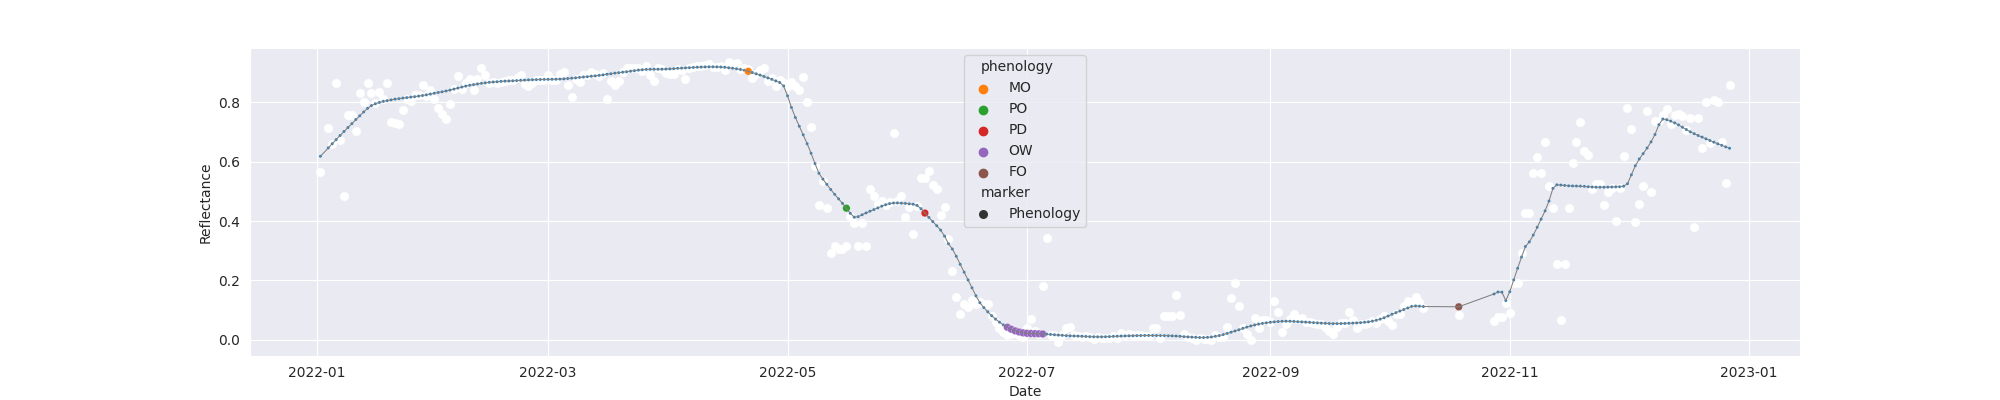 phenology
MO
PO
PD
OW
FO
marker
Phenology
Reflectance
0.8
0.6
0.4
0.2
0.0
2022-01
2022-03
2022-05
2022-07
2022-09
2022-11
2023-01
Date